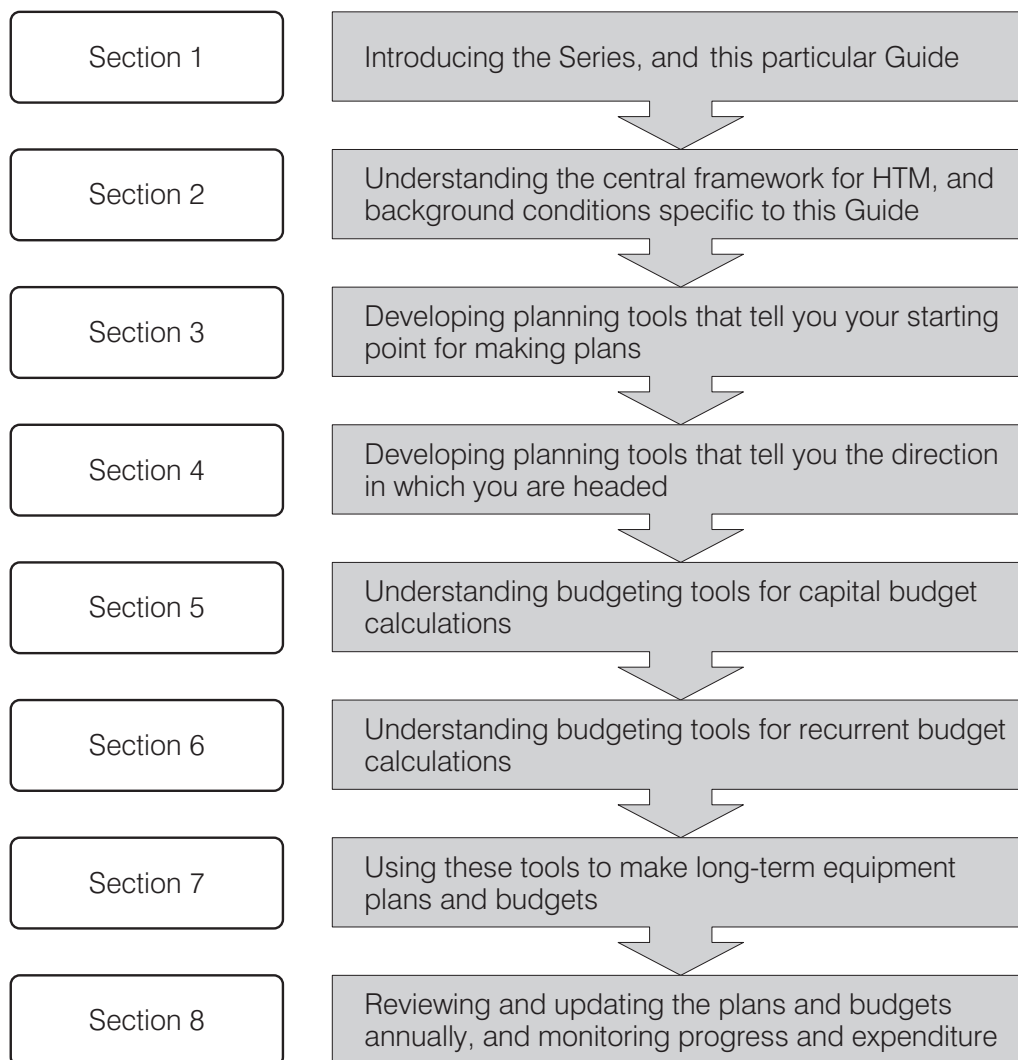 Section 1
Introducing the Series, and this particular Guide
Section 2
Understanding the central framework for HTM, and
background conditions specific to this Guide
Section 3
Developing planning tools that tell you your starting
point for making plans
Section 4
Developing planning tools that tell you the direction
in which you are headed
Section 5
Understanding budgeting tools for capital budget
calculations
Section 6
Understanding budgeting tools for recurrent budget
calculations
Section 7
Using these tools to make long-term equipment
plans and budgets
Section 8
Reviewing and updating the plans and budgets
annually, and monitoring progress and expenditure